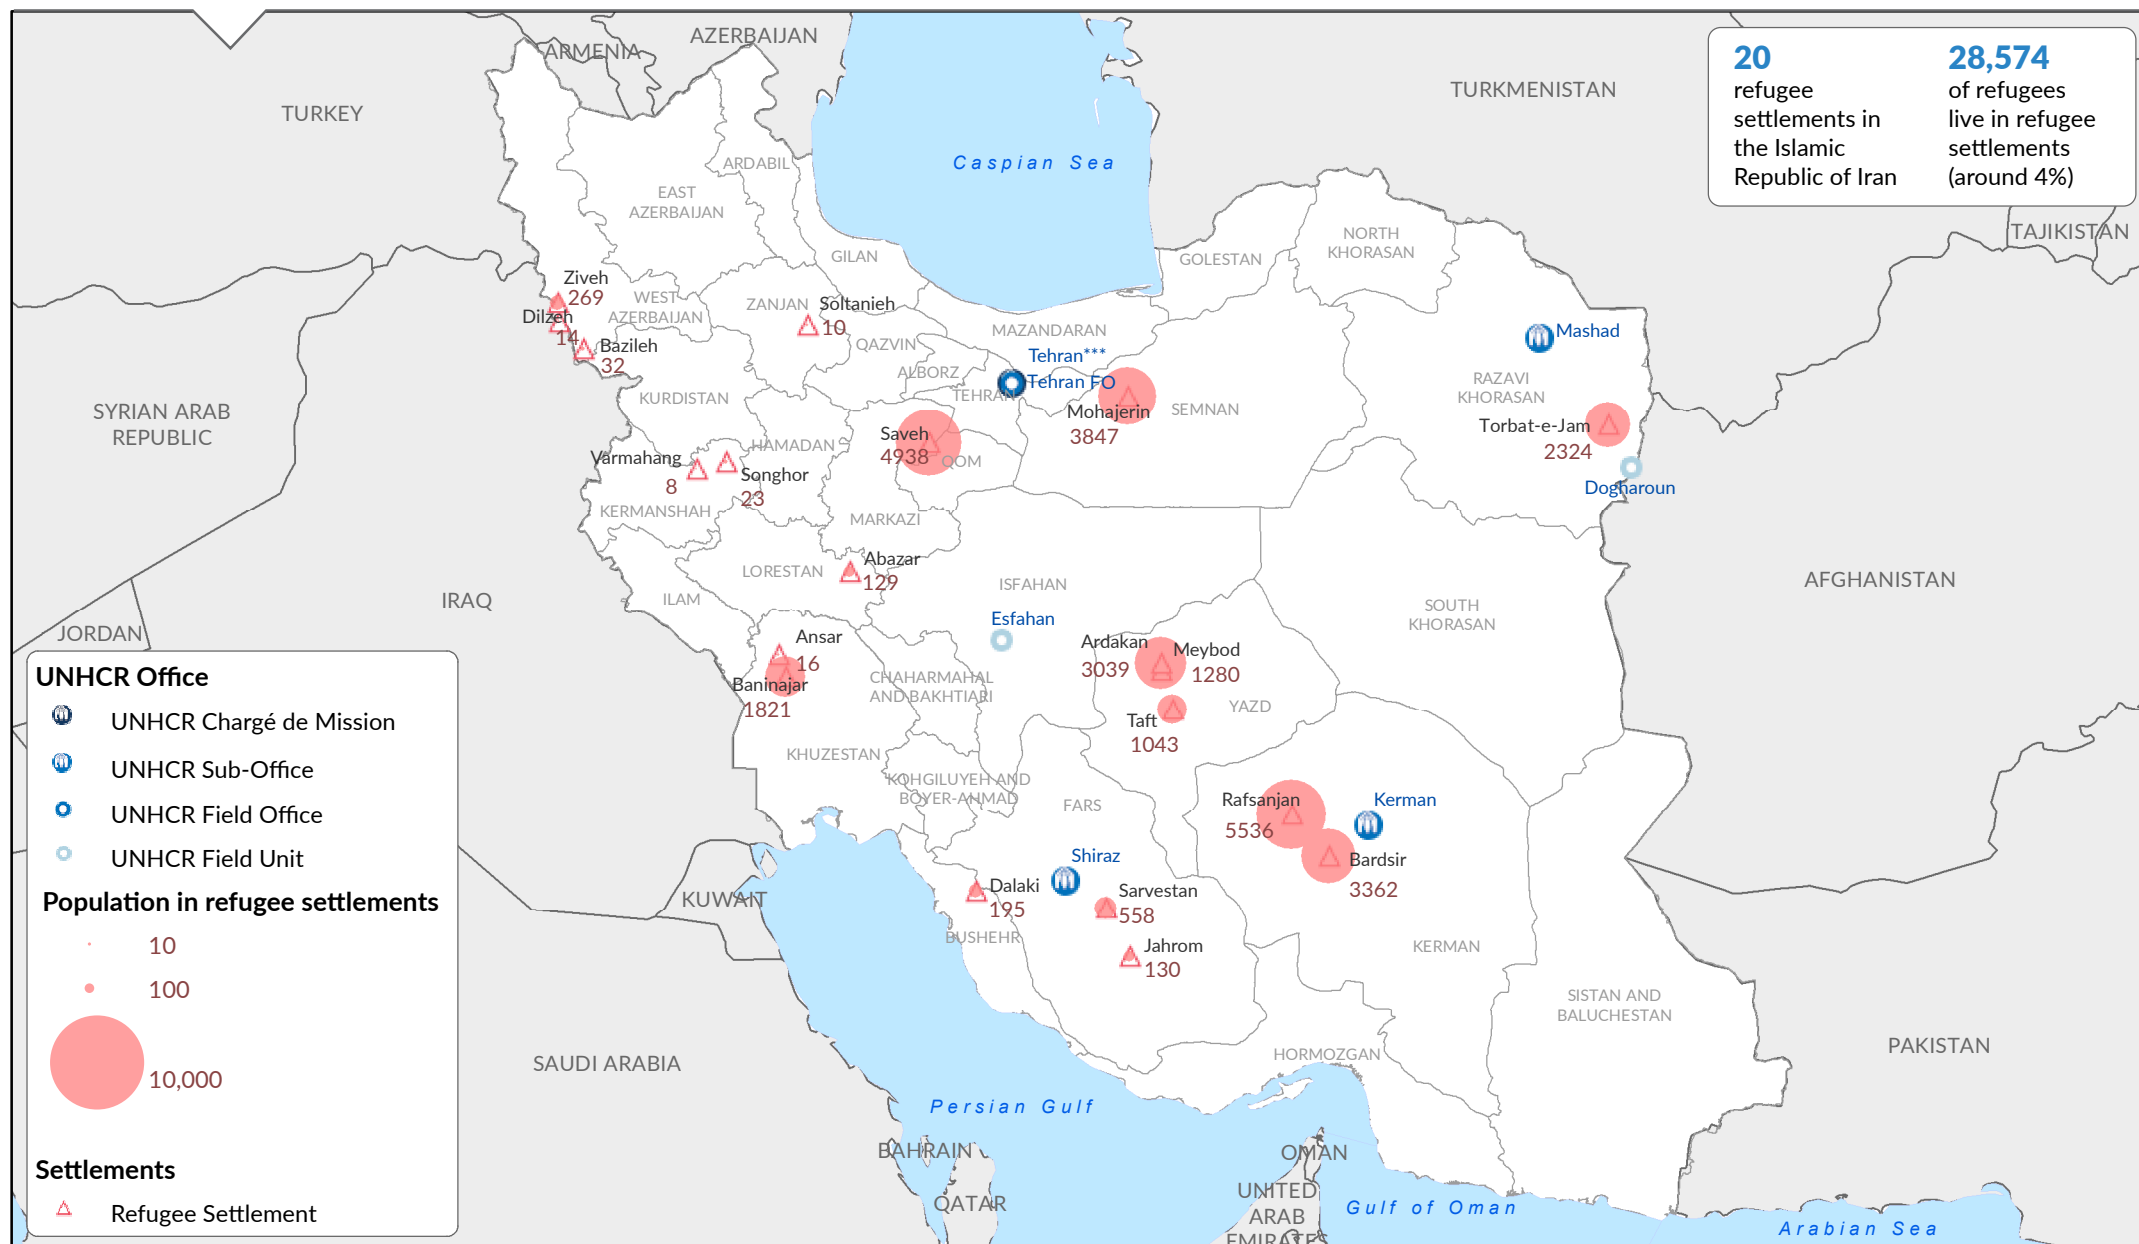 ARMENIA
AZERBAIJAN
TURKEY
TURKMENISTAN
20
refugee
settlements in
the Islamic
Republic of Iran
28,574
of refugees
live in refugee
settlements
(around 4%)
TAJIKISTAN
Caspian Sea
ARDABIL
EAST
AZERBAIJAN
GILAN
GOLESTAN
NORTH
KHORASAN
Ziveh
269
WEST
AZERBAIJAN
Dilzeh
14
Bazileh
32
ZANJAN
Soltanieh
10
QAZVIN
MAZANDARAN
Tehran***
Tehran FO
ALBORZ
TEHRAN
Mohajerin
3847
SEMNAN
Mashad
RAZAVI
KHORASAN
Torbat-e-Jam
2324
Dogharoun
SYRIAN ARAB
REPUBLIC
KURDISTAN
HAMADAN
Saveh
4938
QOM
Varmahang
8
Songhor
23
KERMANSHAH
MARKAZI
Abazar
129
LORESTAN
ISFAHAN
ILAM
IRAQ
AFGHANISTAN
SOUTH
KHORASAN
JORDAN
Esfahan
Ansar
16
Baninajar
1821
CHAHARMAHAL
AND BAKHTIARI
Ardakan
3039
Meybod
1280
Taft
1043
YAZD
KHUZESTAN
KOHGILUYEH AND
BOYER-AHMAD
FARS
Rafsanjan
5536
Kerman
Bardsir
3362
Shiraz
Dalaki
195
Sarvestan
558
BUSHEHR
Jahrom
130
KERMAN
KUWAIT
SISTAN AND
BALUCHESTAN
HORMOZGAN
PAKISTAN
SAUDI ARABIA
Persian Gulf
BAHRAIN
QATAR
OMAN
UNITED
ARAB
EMIRATES
Gulf of Oman
Arabian Sea
UNHCR Office
UNHCR Chargé de Mission
UNHCR Sub-Office
UNHCR Field Office
UNHCR Field Unit
Population in refugee settlements
10
100
10,000
Settlements
Refugee Settlement